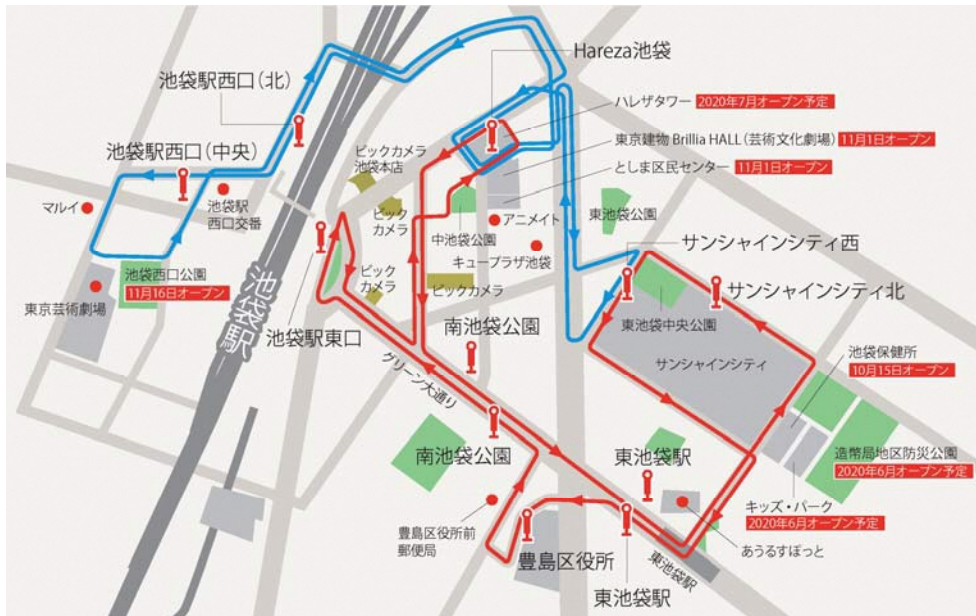 Hareza池袋
池袋駅西口(北)
ハレザタワー 2020年7月オープン予定
東京建物 Brillia HALL(芸術文化劇場) 11月1日オープン
池袋駅西口(中央)
ビックカメラ
池袋本店
としま区民センター 11月1日オープン
マルイ
池袋駅
西口交番
ビック
カメラ
アニメイト
東池袋公園
中池袋公園
キュープラザ池袋
サンシャインシティ西
池袋西口公園
11月16日オープン
ビック
カメラ
ビックカメラ
サンシャインシティ北
東京芸術劇場
池袋駅
池袋駅東口
南池袋公園
東池袋中央公園
サンシャインシティ
池袋保健所
10月15日オープン
グリーン大通り
南池袋公園
東池袋駅
造幣局地区防災公園
2020年6月オープン予定
キッズ・パーク
2020年6月オープン予定
豊島区役所前
郵便局
豊島区役所
東池袋駅
東池袋駅
あうるすぽっと